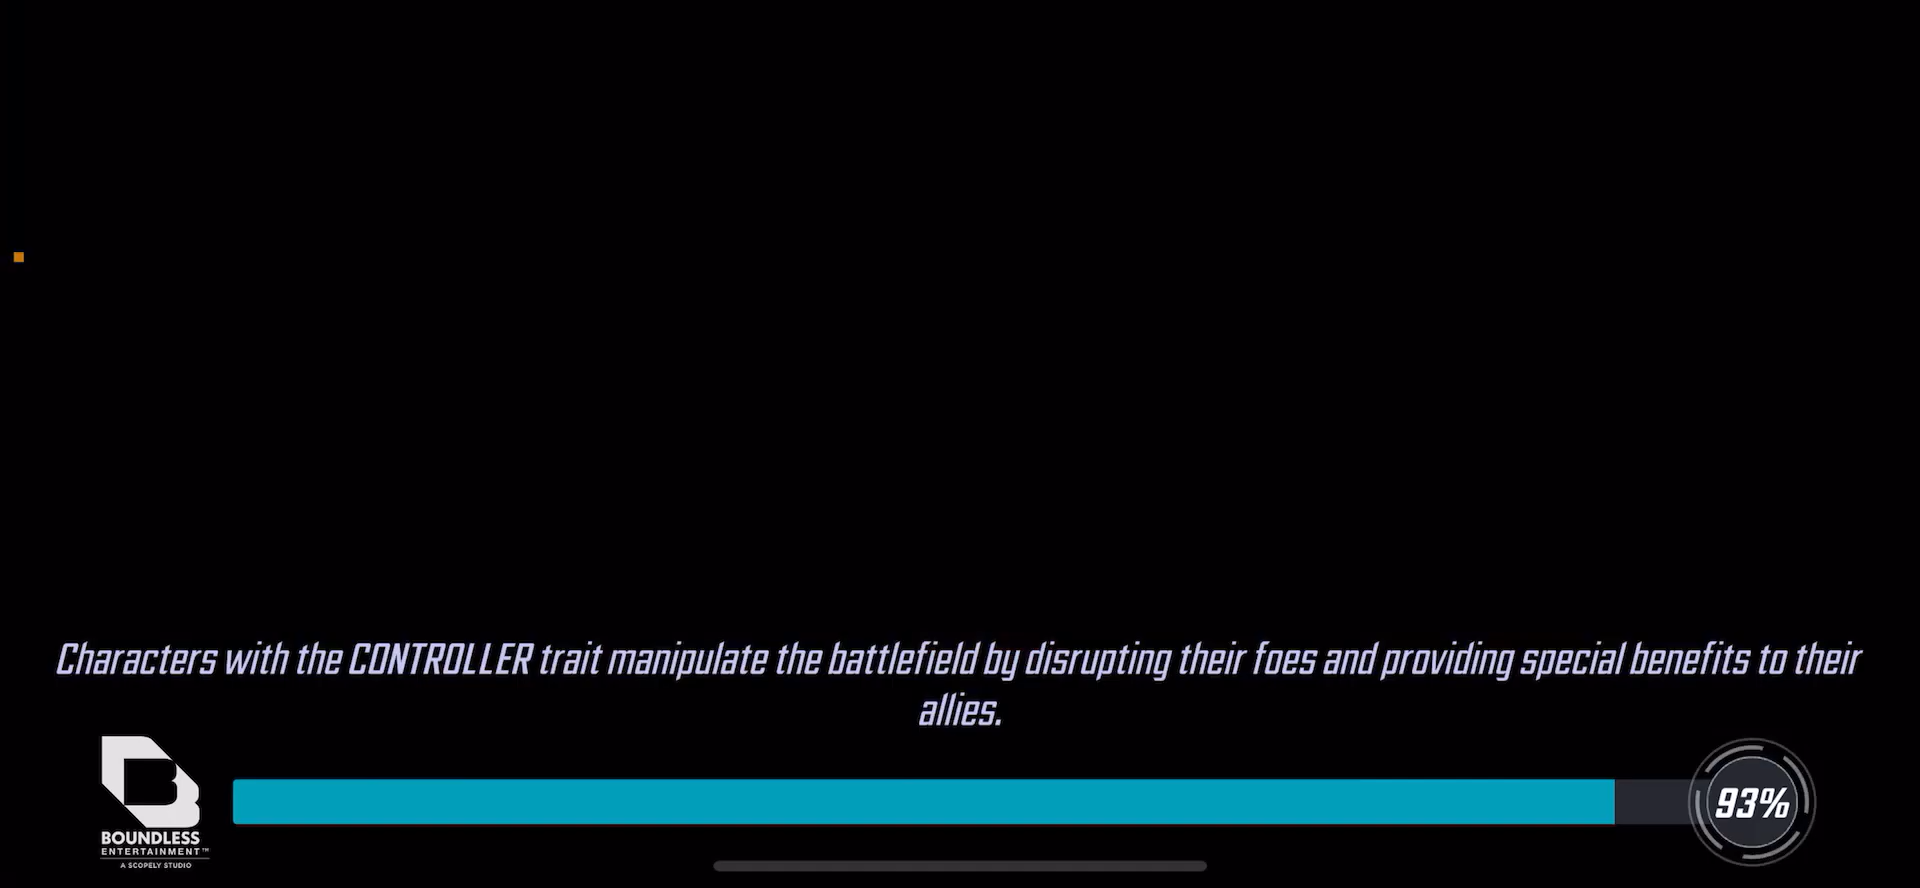 Characters with the CONTROLLER trait manipulate the battlefield by disrupting their foes and providing special benefits to their
allies.
93%
BOUNDLESS
ENTERTAINMENT™
A SCOPELY STUDIO